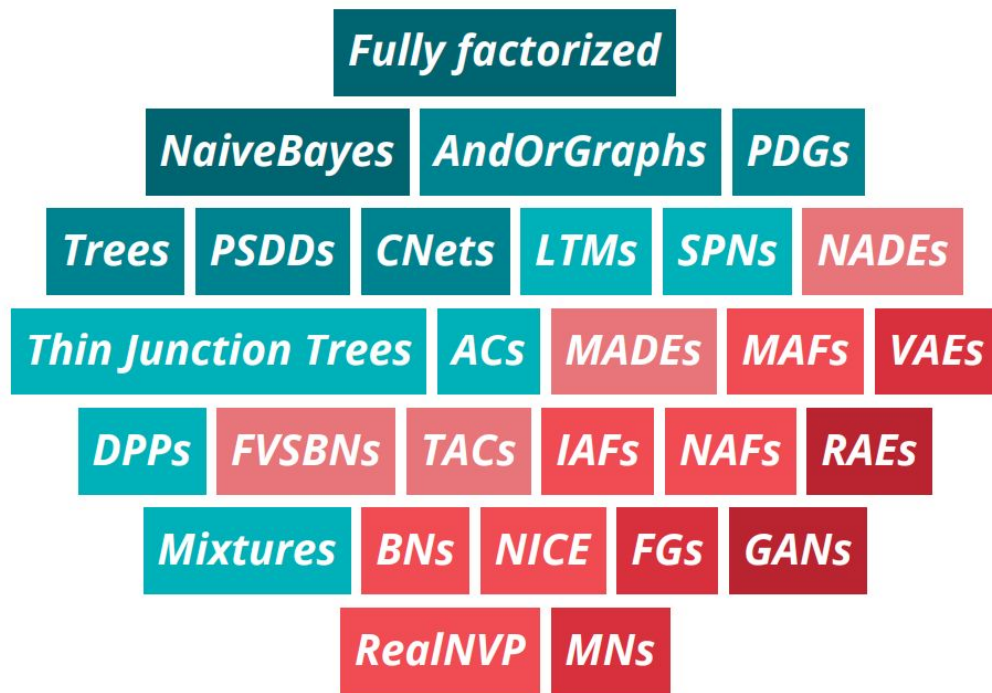 Fully factorized
NaiveBayes AndOrGraphs PDGs
Trees PSDDs CNets LTMs SPNs NADEs
Thin Junction Trees ACs MADEs MAFs VAEs
DPPs FVSBNs TACs IAFs NAFs RAEs
Mixtures BNs NICE FGs GANs
RealNVP MNs